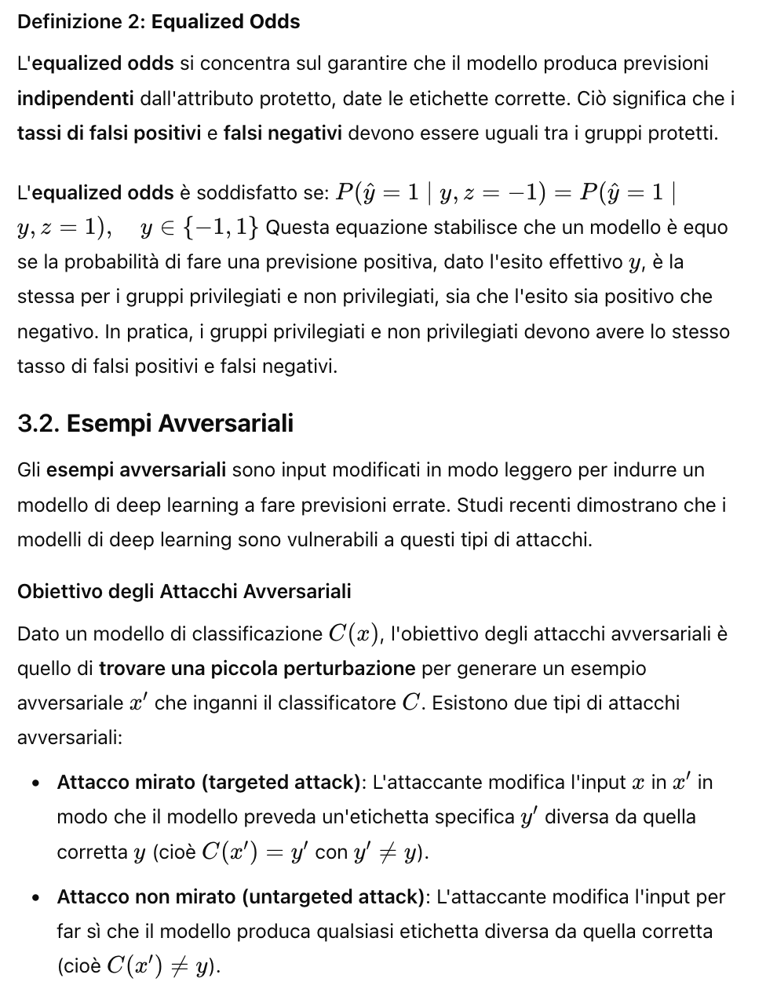 Definizione 2: Equalized Odds
L'equalized odds si concentra sul garantire che il modello produca previsioni
indipendenti dall'attributo protetto, date le etichette corrette. Ciò significa che i
tassi di falsi positivi e falsi negativi devono essere uguali tra i gruppi protetti.
L'equalized odds è soddisfatto se: P(ŷ = 1 | y, z = −1) = P(ŷ = 1 |
y, z = 1), y ∈ {−1, 1} Questa equazione stabilisce che un modello è equo
se la probabilità di fare una previsione positiva, dato l'esito effettivo y, è la
stessa per i gruppi privilegiati e non privilegiati, sia che l'esito sia positivo che
negativo. In pratica, i gruppi privilegiati e non privilegiati devono avere lo stesso
tasso di falsi positivi e falsi negativi.
3.2. Esempi Avversariali
Gli esempi avversariali sono input modificati in modo leggero per indurre un
modello di deep learning a fare previsioni errate. Studi recenti dimostrano che i
modelli di deep learning sono vulnerabili a questi tipi di attacchi.
Obiettivo degli Attacchi Avversariali
Dato un modello di classificazione C(x), l'obiettivo degli attacchi avversariali è
quello di trovare una piccola perturbazione per generare un esempio
avversariale x′ che inganni il classificatore C. Esistono due tipi di attacchi
avversariali:
• Attacco mirato (targeted attack): L'attaccante modifica l'input x in x′ in
modo che il modello preveda un'etichetta specifica y′ diversa da quella
corretta y (cioè C(x′) = y′ con y′ ≠ y).
• Attacco non mirato (untargeted attack): L'attaccante modifica l'input per
far sì che il modello produca qualsiasi etichetta diversa da quella corretta
(cioè C(x′) ≠ y).